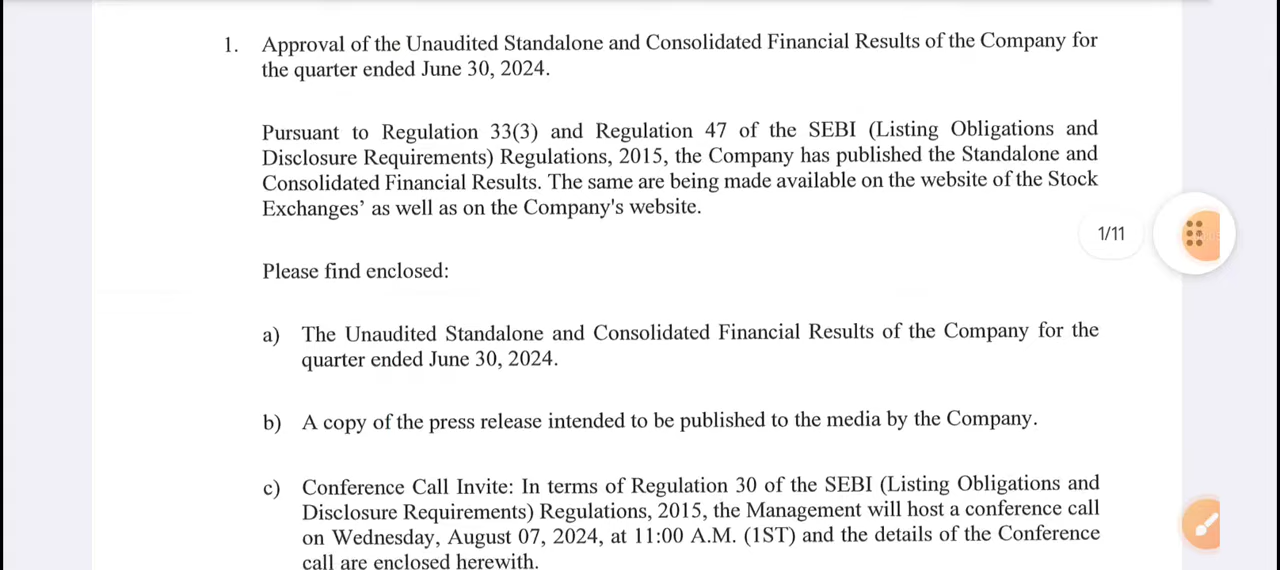 1. Approval of the Unaudited Standalone and Consolidated Financial Results of the Company for
the quarter ended June 30, 2024.
Pursuant to Regulation 33(3) and Regulation 47 of the SEBI (Listing Obligations and
Disclosure Requirements) Regulations, 2015, the Company has published the Standalone and
Consolidated Financial Results. The same are being made available on the website of the Stock
Exchanges’ as well as on the Company's website.
1/11
Please find enclosed:
a) The Unaudited Standalone and Consolidated Financial Results of the Company for the
quarter ended June 30, 2024.
b) A copy of the press release intended to be published to the media by the Company.
c) Conference Call Invite: In terms of Regulation 30 of the SEBI (Listing Obligations and
Disclosure Requirements) Regulations, 2015, the Management will host a conference call
on Wednesday, August 07, 2024, at 11:00 A.M. (1ST) and the details of the Conference
call are enclosed herewith.